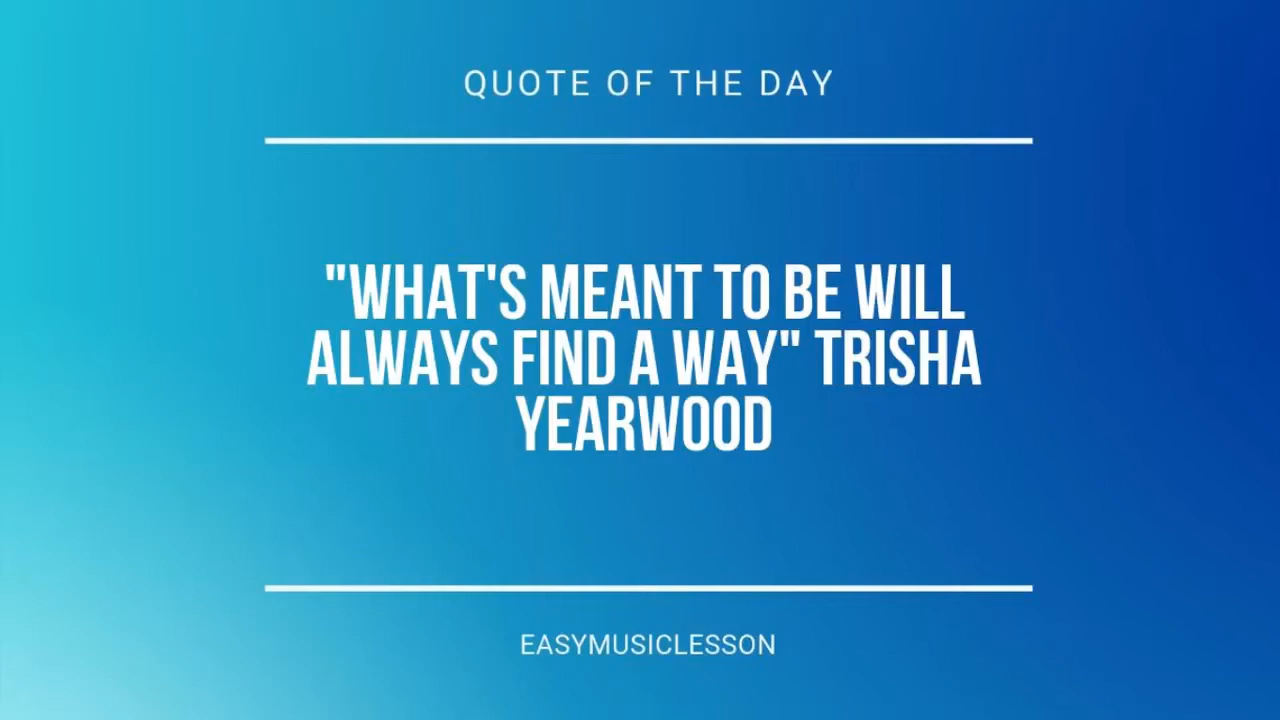 QUOTE OF THE DAY
"WHAT'S MEANT TO BE WILL
ALWAYS FIND A WAY" TRISHA
YEARWOOD
EASYMUSICLESSON